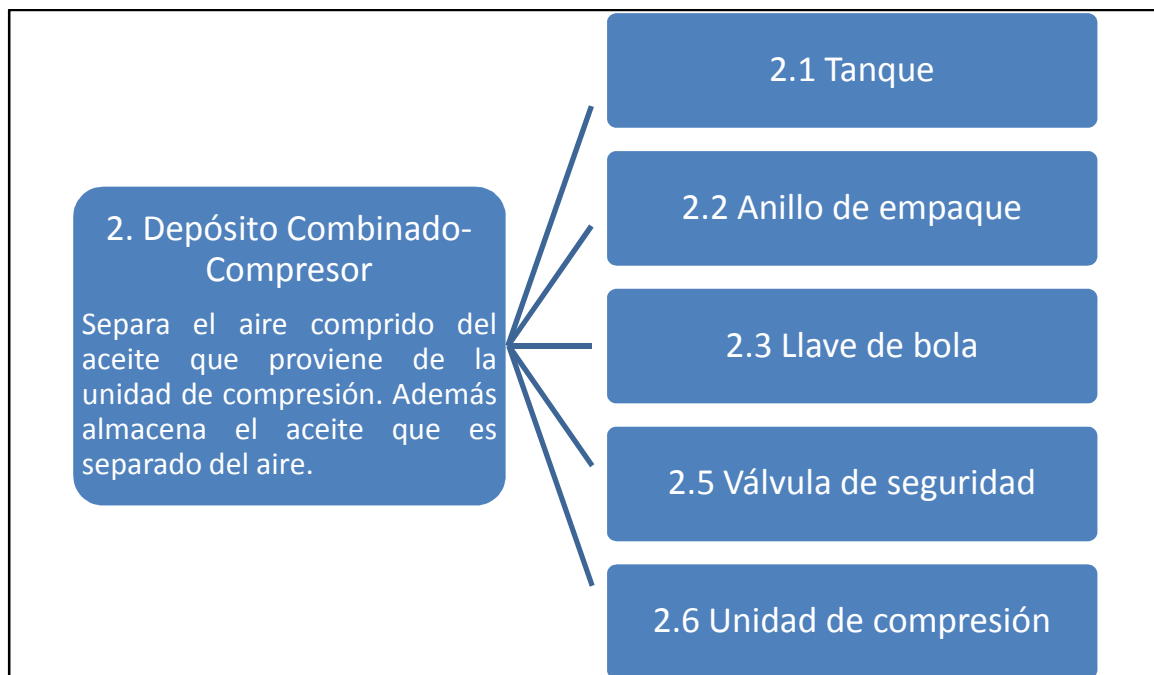 2. Depósito Combinado-
Compresor
Separa el aire comprido del
aceite que proviene de la
unidad de compresión. Además
almacena el aceite que es
separado del aire.
2.1 Tanque
2.2 Anillo de empaque
2.3 Llave de bola
2.5 Válvula de seguridad
2.6 Unidad de compresión